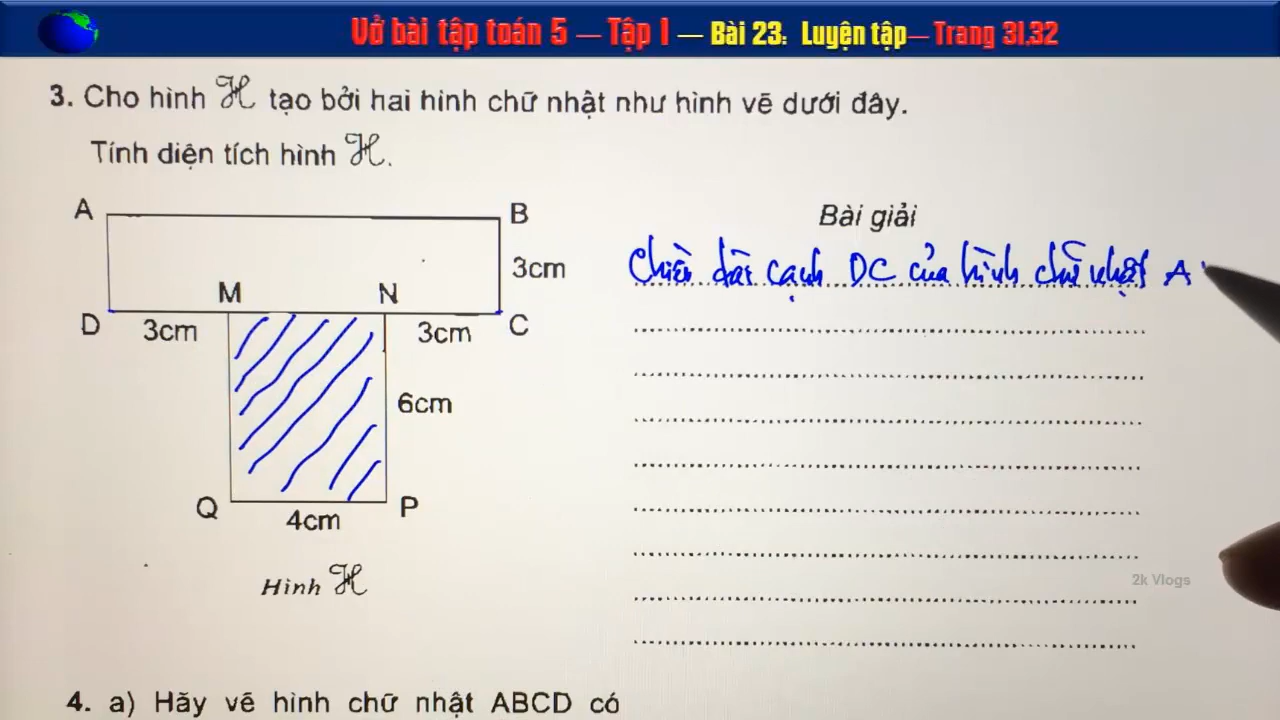 Vở bài tập toán 5 – Tập 1 – Bài 23: Luyện tập – Trang 31,32
3. Cho hình H tạo bởi hai hình chữ nhật như hình vẽ dưới đây.
Tính diện tích hình H.
A
B
3cm
M
N
D
3cm
3cm
C
6cm
Q
4cm
P
Hình H
Bài giải
Chiều dài cạnh DC của hình chữ nhật A
2k Vlogs
4. a) Hãy vẽ hình chữ nhật ABCD có